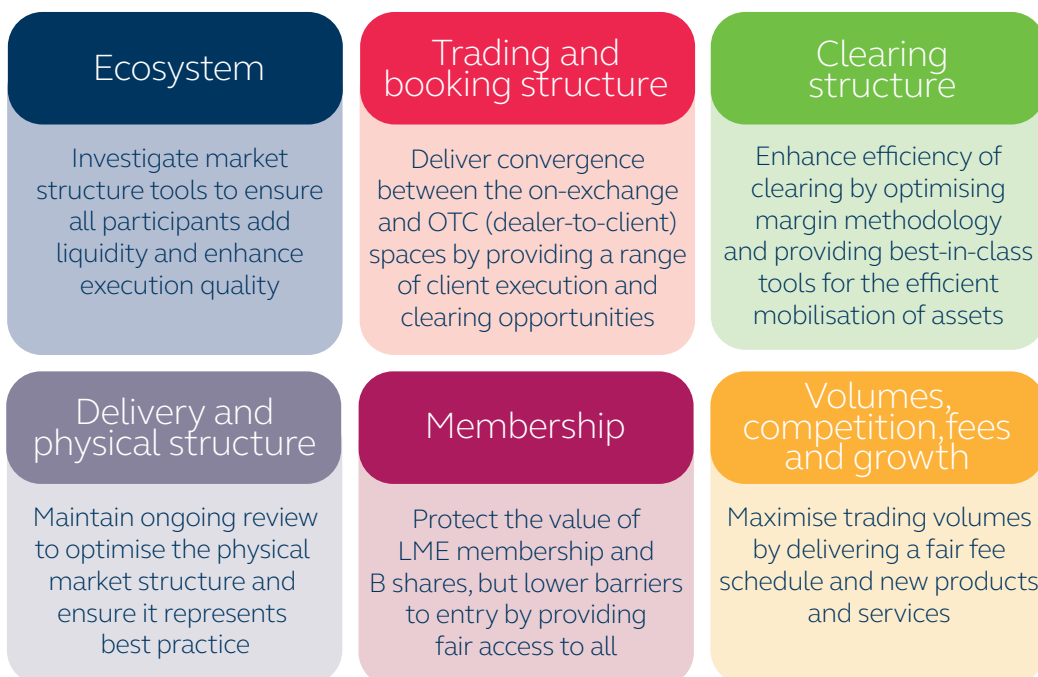 Ecosystem
Investigate market
structure tools to ensure
all participants add
liquidity and enhance
execution quality
Trading and
booking structure
Deliver convergence
between the on-exchange
and OTC (dealer-to-client)
spaces by providing a range
of client execution and
clearing opportunities
Clearing
structure
Enhance efficiency of
clearing by optimising
margin methodology
and providing best-in-class
tools for the efficient
mobilisation of assets
Delivery and
physical structure
Maintain ongoing review
to optimise the physical
market structure and
ensure it represents
best practice
Membership
Protect the value of
LME membership and
B shares, but lower barriers
to entry by providing
fair access to all
Volumes,
competition,fees
and growth
Maximise trading volumes
by delivering a fair fee
schedule and new products
and services